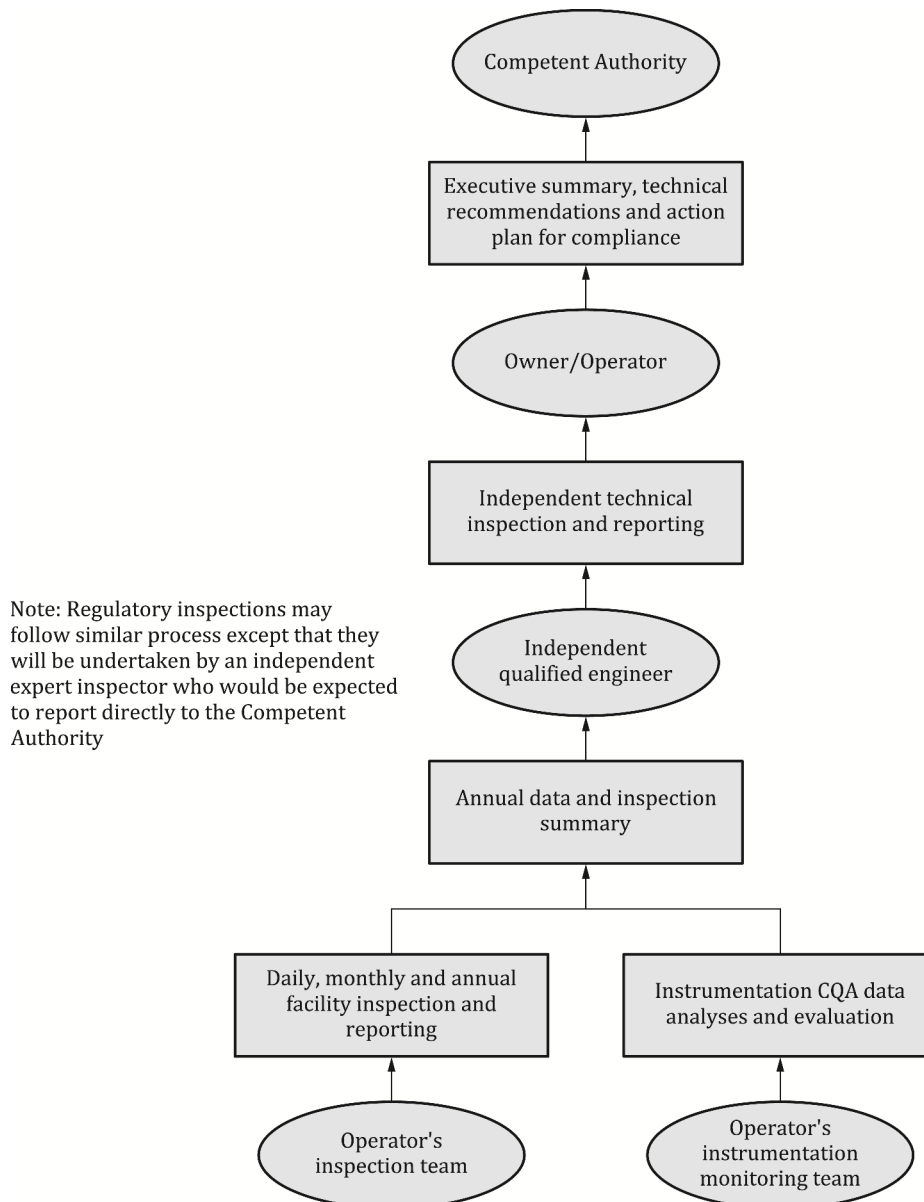 Competent Authority
Executive summary, technical
recommendations and action
plan for compliance
Owner/Operator
Independent technical
inspection and reporting
Note: Regulatory inspections may
follow similar process except that they
will be undertaken by an independent
expert inspector who would be expected
to report directly to the Competent
Authority
Independent
qualified engineer
Annual data and inspection
summary
Daily, monthly and annual
facility inspection and
reporting
Instrumentation CQA data
analyses and evaluation
Operator's
inspection team
Operator's
instrumentation
monitoring team